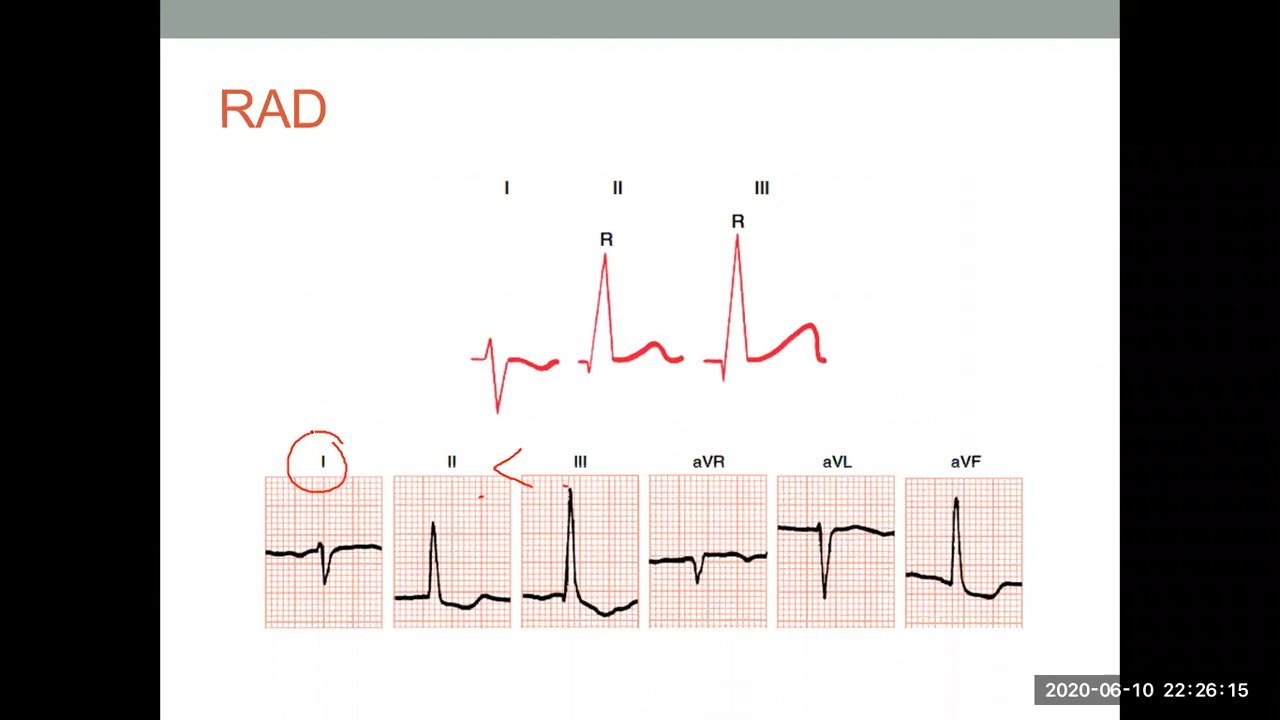 RAD
I II III
R
R
I II < III aVR aVL aVF
2020-06-10 22:26:15